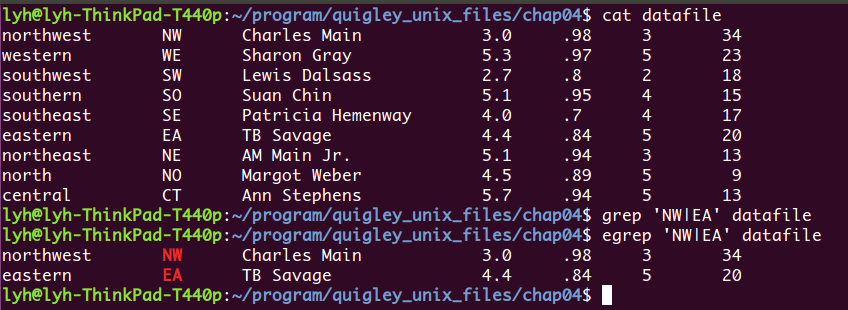 lyh@lyh-ThinkPad-T440p:~/program/quigley_unix_files/chap04$ cat datafile
northwest       NW      Charles Main            3.0     .98     3       34
western         WE      Sharon Gray             5.3     .97     5       23
southwest       SW      Lewis Dalsass           2.7     .8      2       18
southern        SO      Suan Chin               5.1     .95     4       15
southeast       SE      Patricia Hemenway       4.0     .7      4       17
eastern         EA      TB Savage               4.4     .84     5       20
northeast       NE      AM Main Jr.             5.1     .94     3       13
north           NO      Margot Weber            4.5     .89     5         9
central         CT      Ann Stephens            5.7     .94     5       13
lyh@lyh-ThinkPad-T440p:~/program/quigley_unix_files/chap04$ grep 'NW|EA' datafile
lyh@lyh-ThinkPad-T440p:~/program/quigley_unix_files/chap04$ egrep 'NW|EA' datafile
northwest       NW      Charles Main            3.0     .98     3       34
eastern         EA      TB Savage               4.4     .84     5       20
lyh@lyh-ThinkPad-T440p:~/program/quigley_unix_files/chap04$